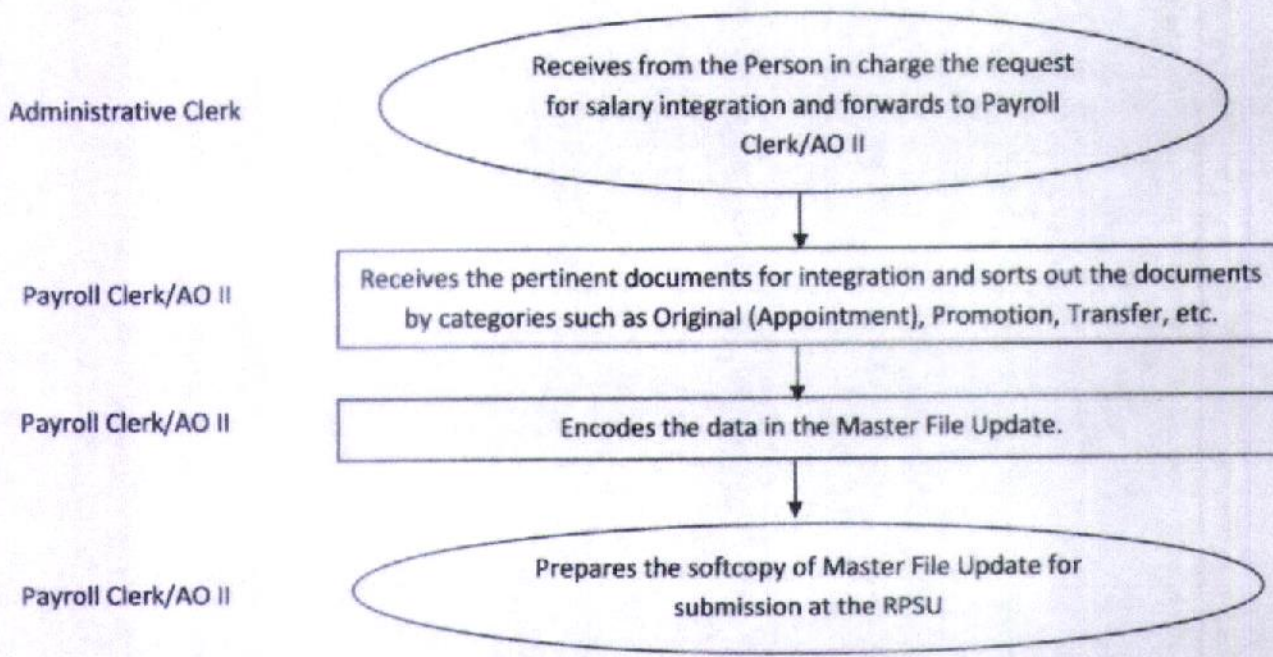 Administrative Clerk
Receives from the Person in charge the request
for salary integration and forwards to Payroll
Clerk/AO II
Payroll Clerk/AO II
Receives the pertinent documents for integration and sorts out the documents
by categories such as Original (Appointment), Promotion, Transfer, etc.
Payroll Clerk/AO II
Encodes the data in the Master File Update.
Payroll Clerk/AO II
Prepares the softcopy of Master File Update for
submission at the RPSU